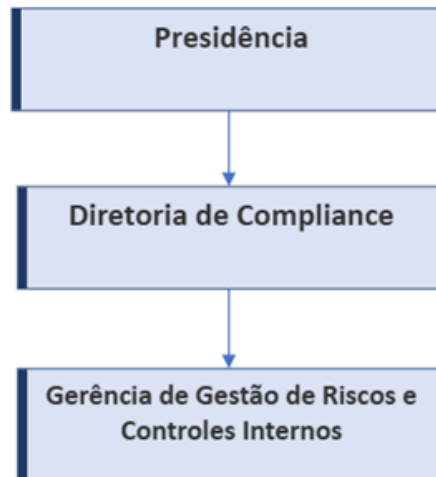 Presidência
Diretoria de Compliance
Gerência de Gestão de Riscos e
Controles Internos